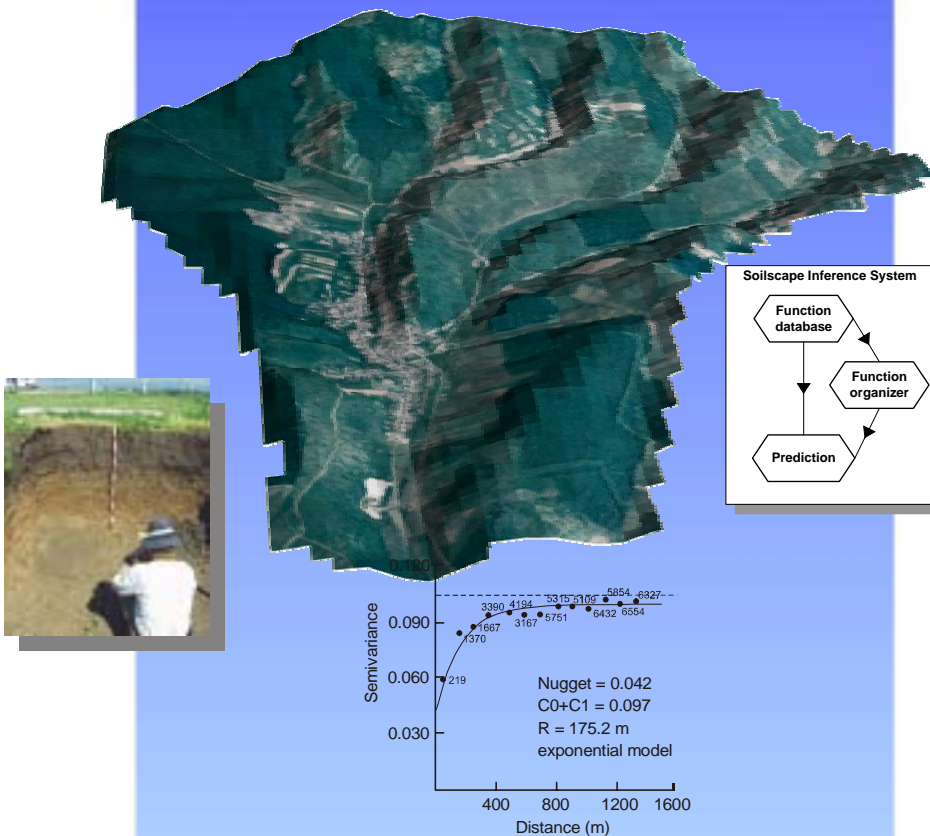 Soilscape Inference System
Function
database
Function
organizer
Prediction
0.120
0.090
0.060
0.030
Semivariance
219
1370
1667
3390
4194
3167
5751
5315
5109
6432
5854
6554
6327
Nugget = 0.042
C0+C1 = 0.097
R = 175.2 m
exponential model
400 800 1200 1600
Distance (m)